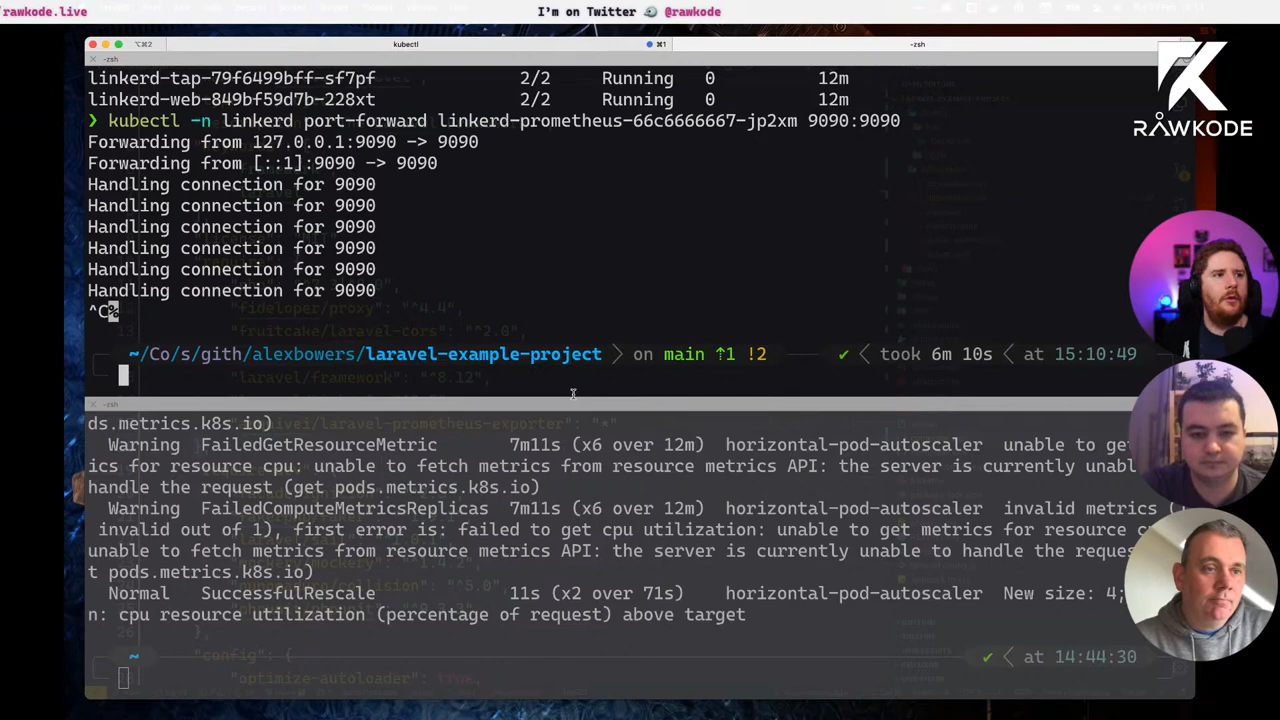 /rawkode.live
I'm on Twitter @rawkode
RAWKODE
⌥⌘2 kubectl ⌘1 -zsh
-zsh
linkerd-tap-79f6499bff-sf7pf 2/2 Running 0 12m
linkerd-web-849bf59d7b-228xt 2/2 Running 0 12m
❯ kubectl -n linkerd port-forward linkerd-prometheus-66c6666667-jp2xm 9090:9090
Forwarding from 127.0.0.1:9090 -> 9090
Forwarding from [::1]:9090 -> 9090
Handling connection for 9090
Handling connection for 9090
Handling connection for 9090
Handling connection for 9090
Handling connection for 9090
Handling connection for 9090
^C%
~/Co/s/gith/alexbowers/laravel-example-project on main ⇡1 !2 ✔ took 6m 10s at 15:10:49
-zsh
ds.metrics.k8s.io)
Warning FailedGetResourceMetric 7m11s (x6 over 12m) horizontal-pod-autoscaler unable to get
ics for resource cpu: unable to fetch metrics from resource metrics API: the server is currently unabl
handle the request (get pods.metrics.k8s.io)
Warning FailedComputeMetricsReplicas 7m11s (x6 over 12m) horizontal-pod-autoscaler invalid metrics (1
invalid out of 1), first error is: failed to get cpu utilization: unable to get metrics for resource c
unable to fetch metrics from resource metrics API: the server is currently unable to handle the reques
t pods.metrics.k8s.io)
Normal SuccessfulRescale 11s (x2 over 71s) horizontal-pod-autoscaler New size: 4;
n: cpu resource utilization (percentage of request) above target
~ ✔ at 14:44:30
"fideloper/proxy": "^4.4",
"fruitcake/laravel-cors": "^2.0",
"laravel/framework": "^8.12",
"config": {
"optimize-autoloader": true,